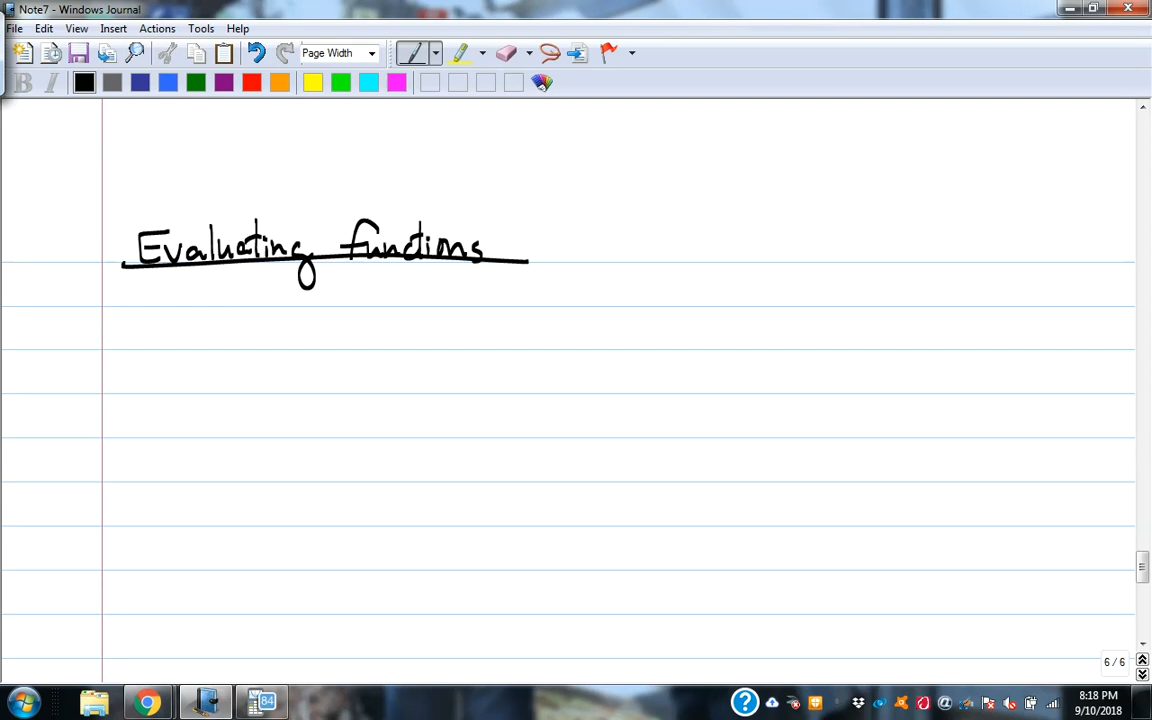 Note7 - Windows Journal
File Edit View Insert Actions Tools Help
Page Width
B I
Evaluating functions
6 / 6
84
8:18 PM
9/10/2018